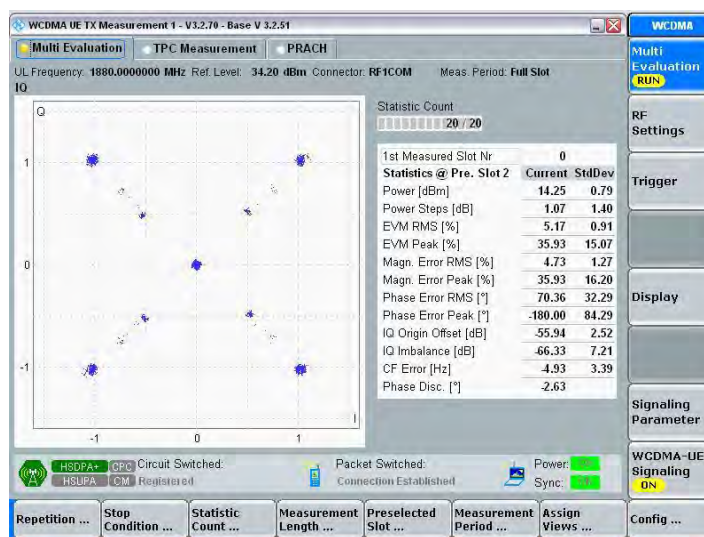 WCDMA UE TX Measurement 1 - V3.2.70 - Base V 3.2.51
WCDMA
Multi Evaluation
TPC Measurement
PRACH
UL Frequency: 1880.0000000 MHz Ref. Level: 34.20 dBm Connector: RF1COM Meas. Period: Full Slot
IQ
Q
1
0
-1
-1 0 1
I
Statistic Count
20 / 20
1st Measured Slot Nr 0
Statistics @ Pre. Slot 2 Current StdDev
Power [dBm] 14.25 0.79
Power Steps [dB] 1.07 1.40
EVM RMS [%] 5.17 0.91
EVM Peak [%] 35.93 15.07
Magn. Error RMS [%] 4.73 1.27
Magn. Error Peak [%] 35.93 16.20
Phase Error RMS [°] 70.36 32.29
Phase Error Peak [°] -180.00 84.29
IQ Origin Offset [dB] -55.94 2.52
IQ Imbalance [dB] -66.33 7.21
CF Error [Hz] -4.93 3.39
Phase Disc. [°] -2.63
Multi
Evaluation
RUN
RF
Settings
Trigger
Display
Signaling
Parameter
WCDMA-UE
Signaling
ON
HSDPA+ CPC Circuit Switched: Packet Switched: Power:
HSUPA CM Registered Connection Established Sync:
Repetition ...
Stop
Condition ...
Statistic
Count ...
Measurement
Length ...
Preselected
Slot ...
Measurement
Period ...
Assign
Views ...
Config ...